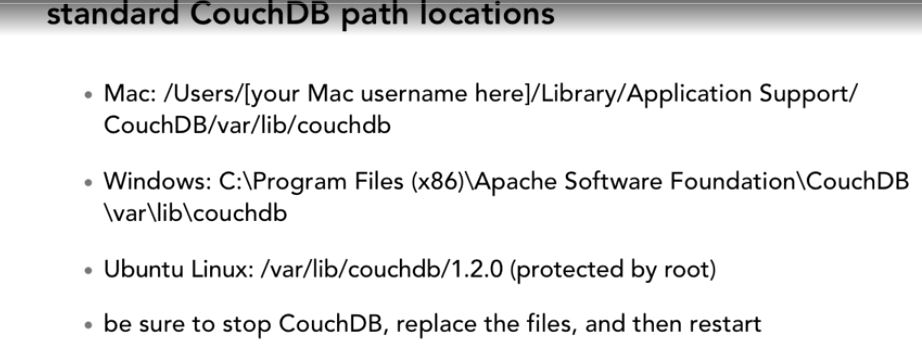 standard CouchDB path locations
• Mac: /Users/[your Mac username here]/Library/Application Support/
CouchDB/var/lib/couchdb
• Windows: C:\Program Files (x86)\Apache Software Foundation\CouchDB
\var\lib\couchdb
• Ubuntu Linux: /var/lib/couchdb/1.2.0 (protected by root)
• be sure to stop CouchDB, replace the files, and then restart